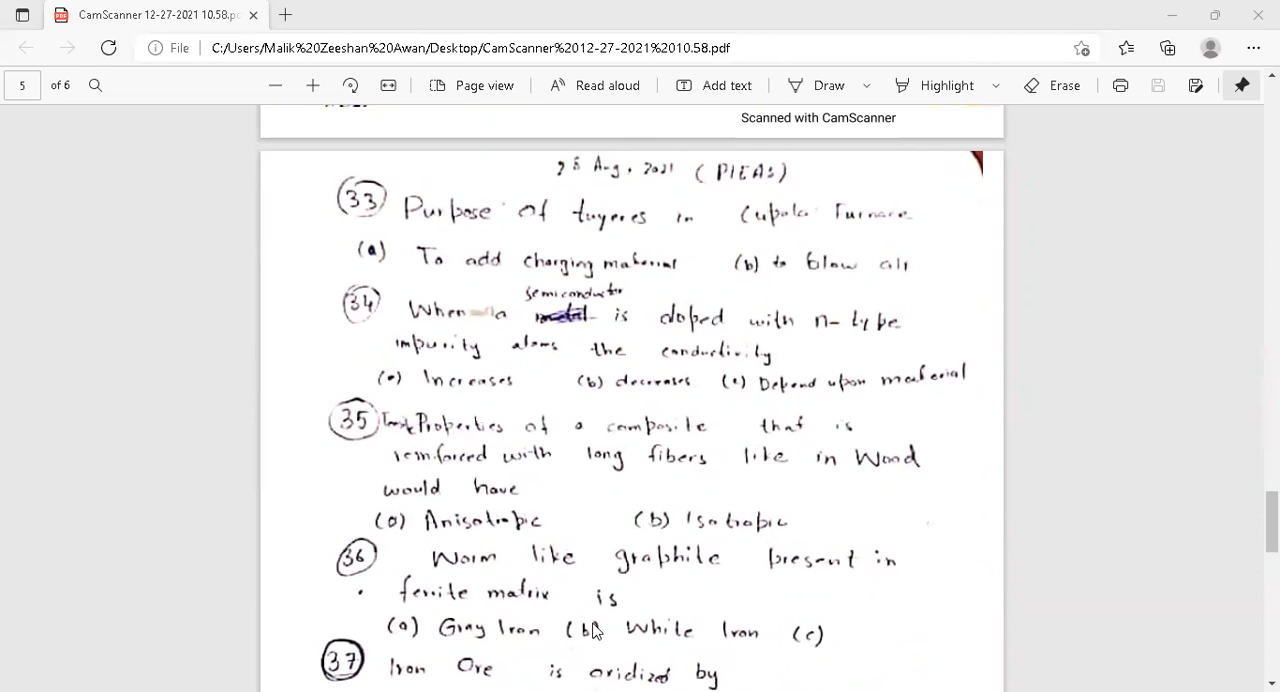 CamScanner 12-27-2021 10.58.pd
File C:/Users/Malik%20Zeeshan%20Awan/Desktop/CamScanner%2012-27-2021%2010.58.pdf
5 of 6 Page view Read aloud Add text Draw Highlight Erase
Scanned with CamScanner
28 Aug, 2021 (PIEAS)
33 Purpose of tuyeres in Cupola Furnace
(a) To add charging material (b) to blow air
semiconductor
34 When a is doped with n-type
impurity atoms the conductivity
(a) Increases (b) decreases (c) Depend upon material
35 Properties of a composite that is
reinforced with long fibers like in Wood
would have
(a) Anisotropic (b) Isotropic
36 Worm like graphite present in
ferrite matrix is
(a) Gray Iron (b) White Iron (c)
37 Iron Ore is oridized by